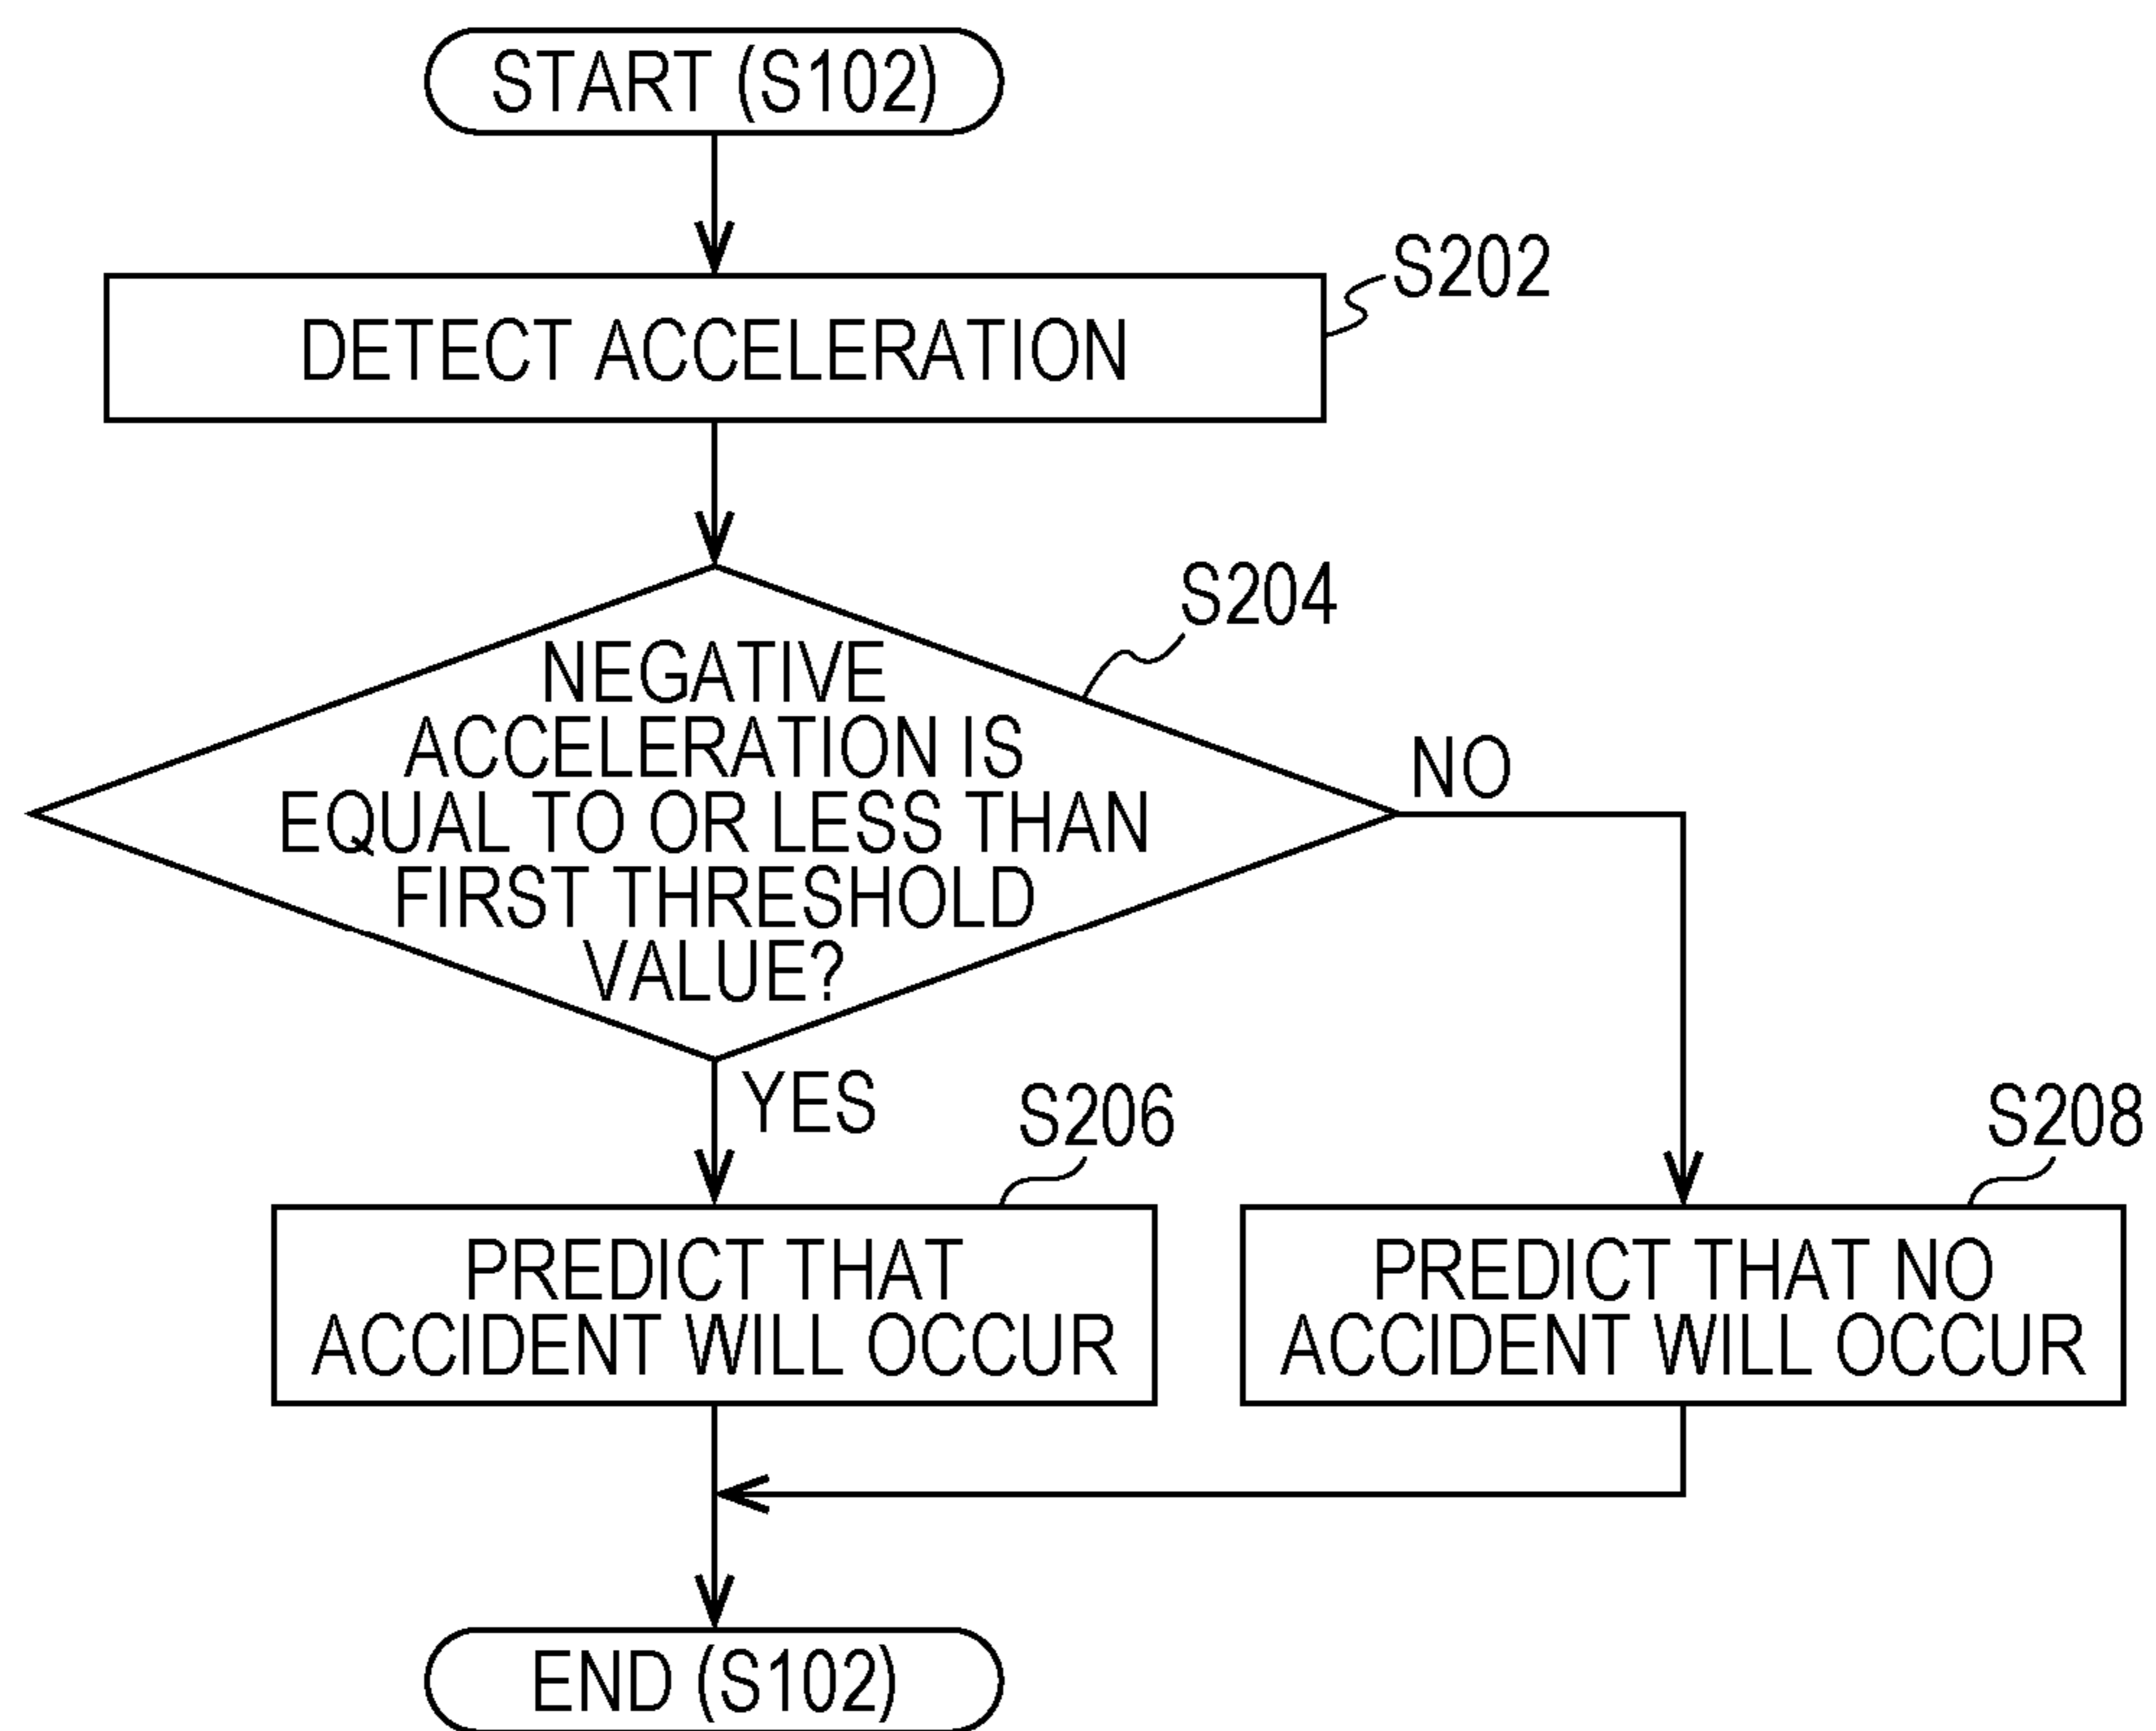 START (S102)
S202
DETECT ACCELERATION
S204
NEGATIVE
ACCELERATION IS
EQUAL TO OR LESS THAN
FIRST THRESHOLD
VALUE?
NO
YES
S206
S208
PREDICT THAT
ACCIDENT WILL OCCUR
PREDICT THAT NO
ACCIDENT WILL OCCUR
END (S102)